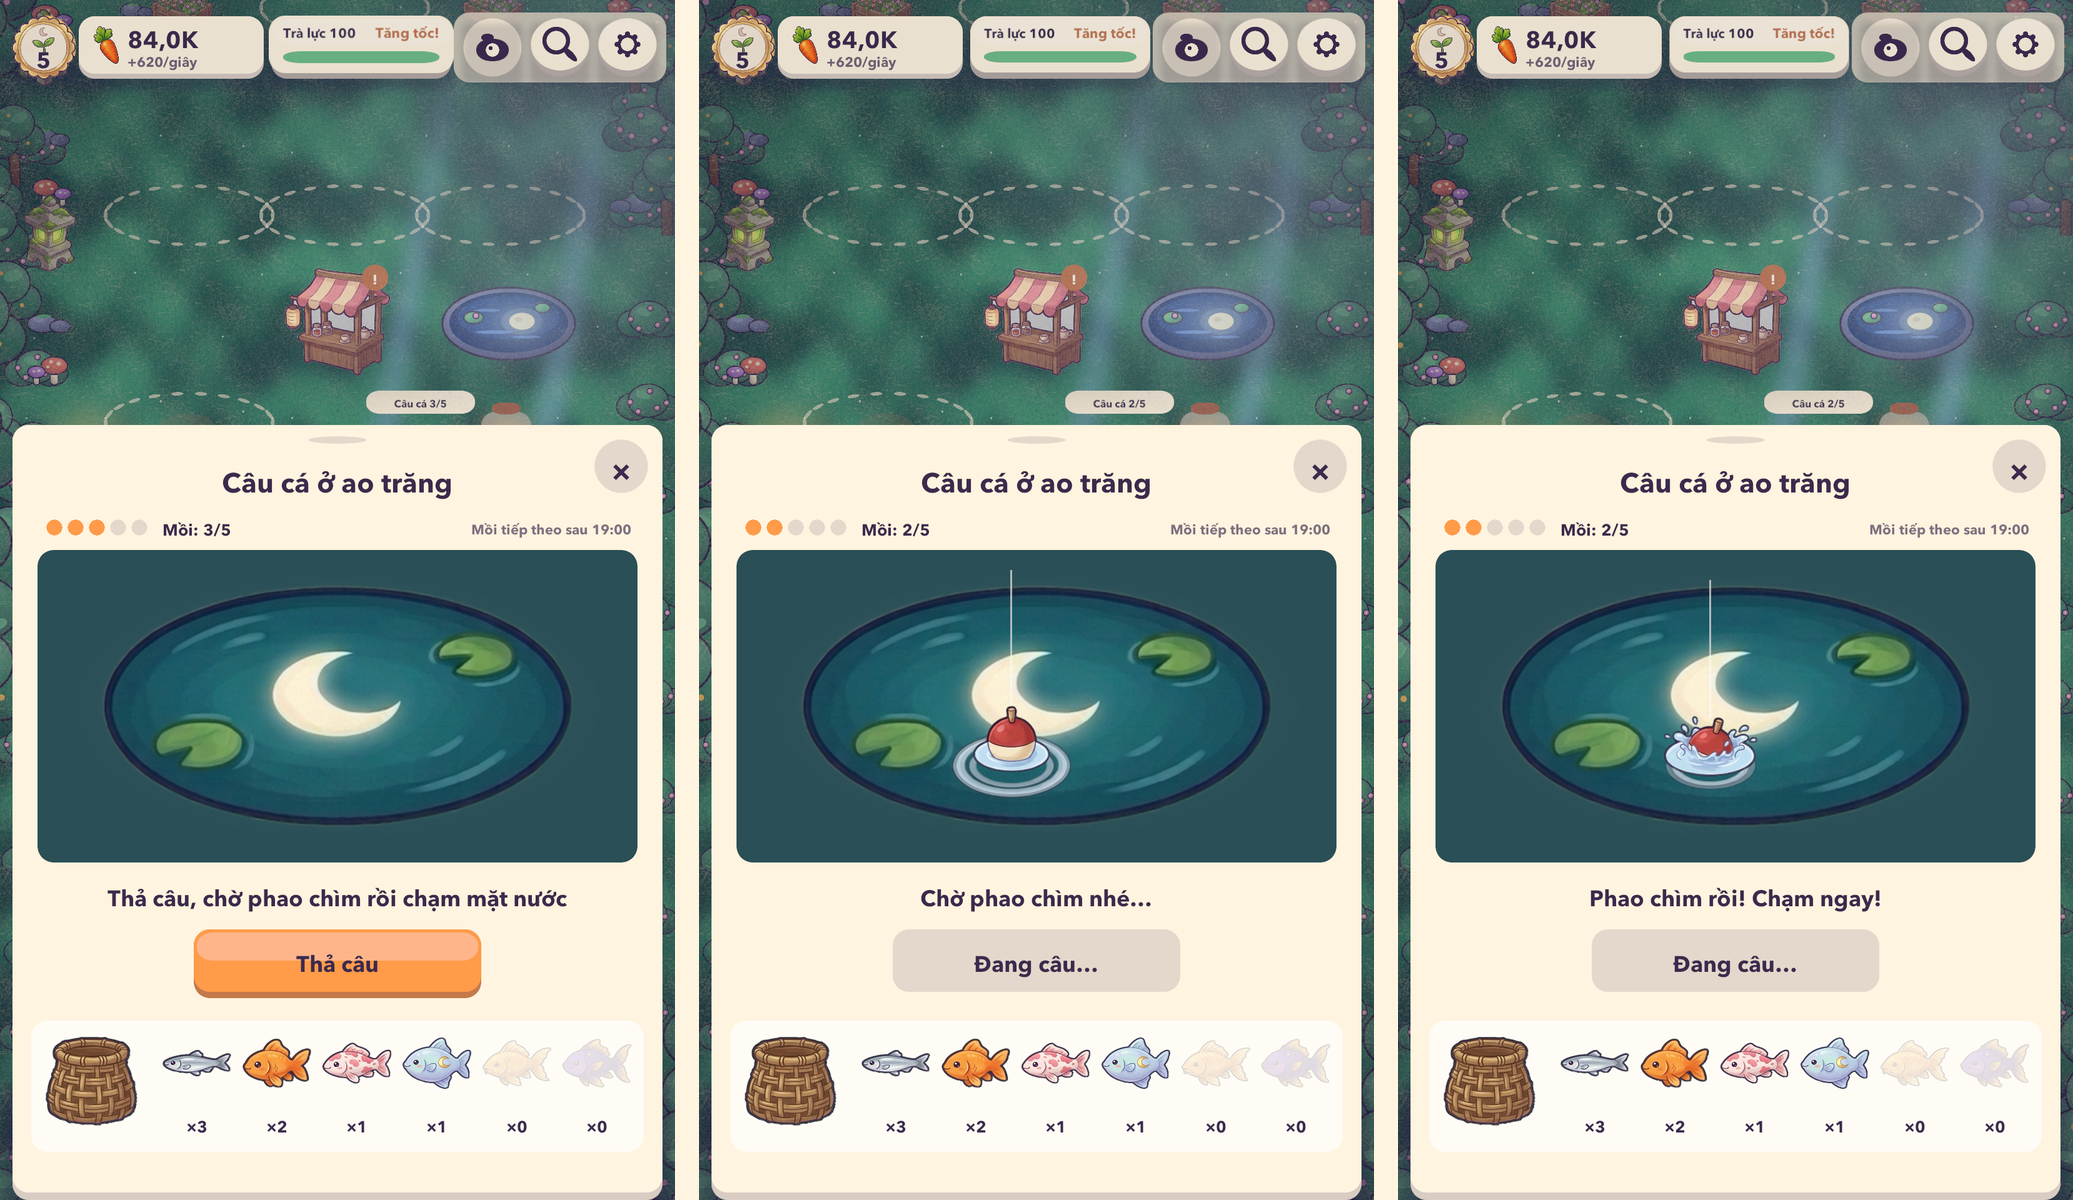 5
84,0K
+620/giây
Trà lực 100 Tăng tốc!
!
Câu cá 3/5
Câu cá ở ao trăng
×
Mồi: 3/5
Mồi tiếp theo sau 19:00
Thả câu, chờ phao chìm rồi chạm mặt nước
Thả câu
×3 ×2 ×1 ×1 ×0 ×0
5
84,0K
+620/giây
Trà lực 100 Tăng tốc!
!
Câu cá 2/5
Câu cá ở ao trăng
×
Mồi: 2/5
Mồi tiếp theo sau 19:00
Chờ phao chìm nhé...
Đang câu...
×3 ×2 ×1 ×1 ×0 ×0
5
84,0K
+620/giây
Trà lực 100 Tăng tốc!
!
Câu cá 2/5
Câu cá ở ao trăng
×
Mồi: 2/5
Mồi tiếp theo sau 19:00
Phao chìm rồi! Chạm ngay!
Đang câu...
×3 ×2 ×1 ×1 ×0 ×0